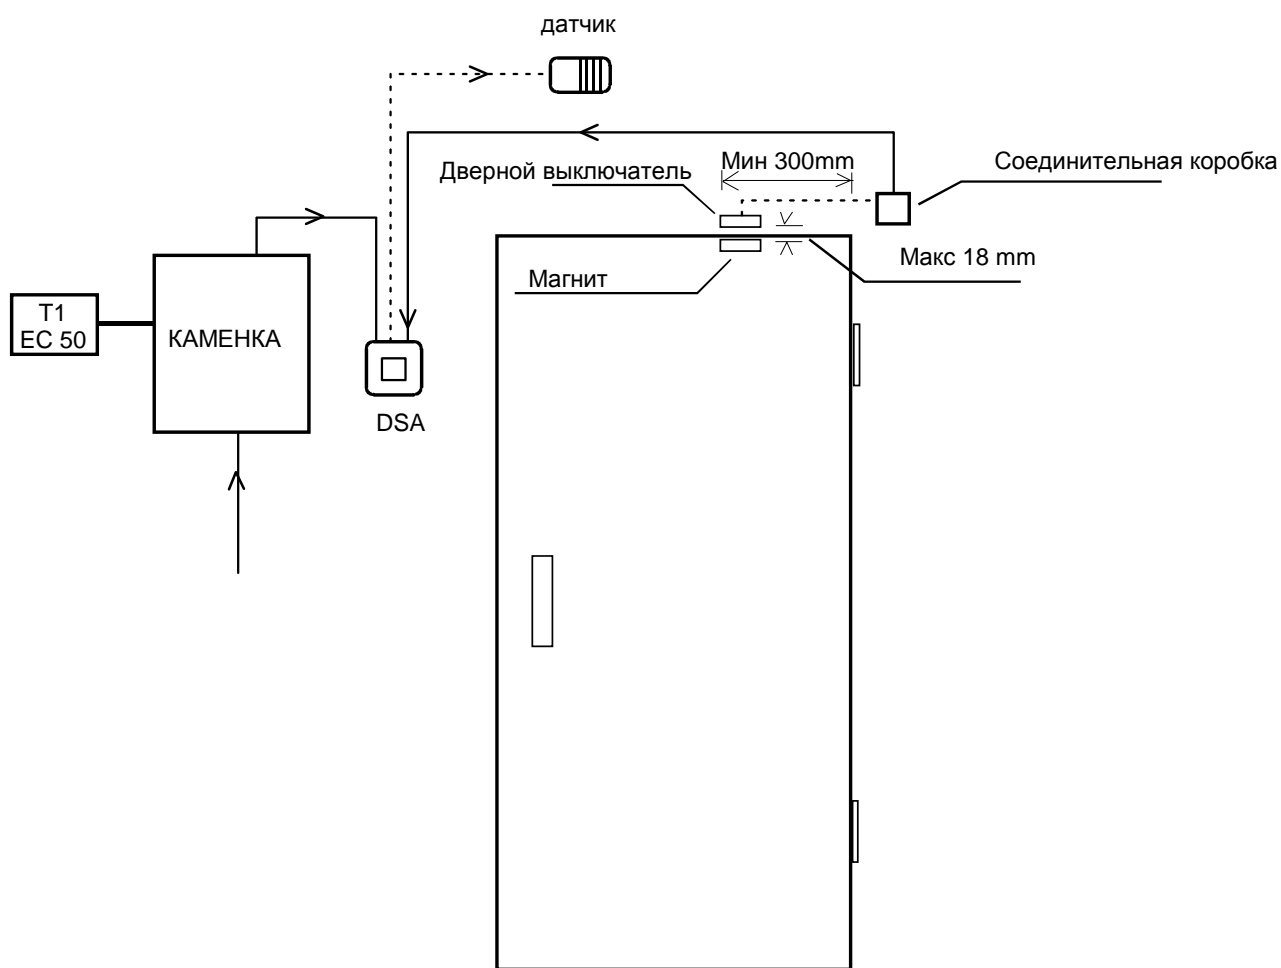 датчик
Мин 300mm
Соединительная коробка
Дверной выключатель
Макс 18 mm
Магнит
T1
EC 50
КАМЕНКА
DSA